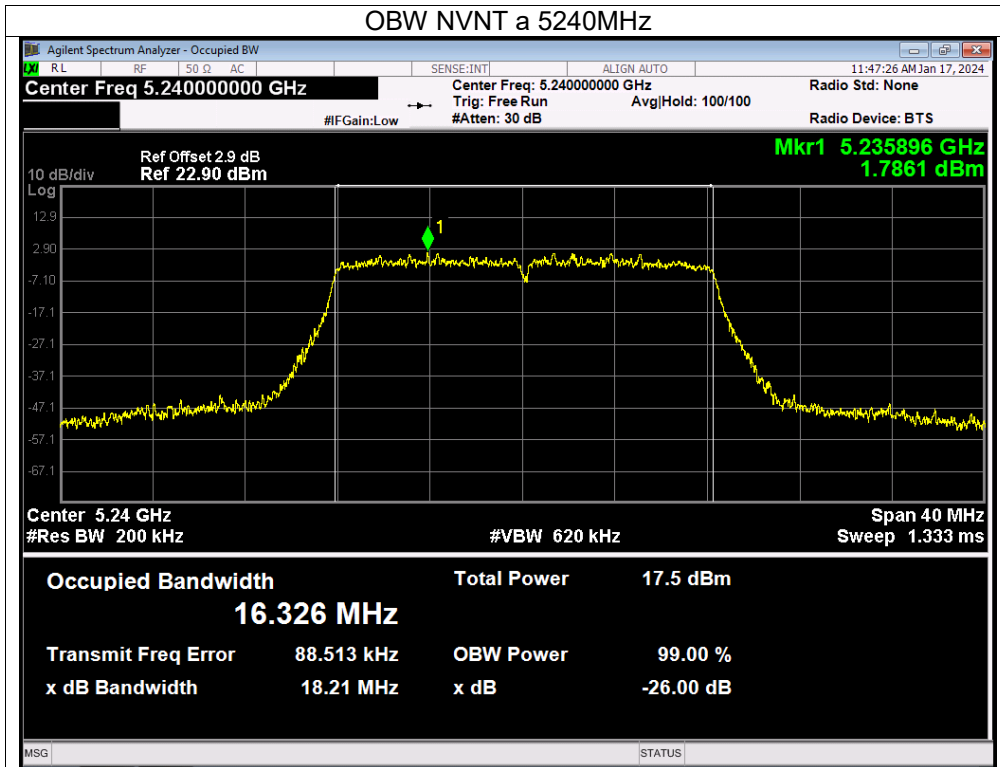 OBW NVNT a 5240MHz
Agilent Spectrum Analyzer - Occupied BW
LXI RL RF 50 Ω AC SENSE:INT ALIGN AUTO 11:47:26 AM Jan 17, 2024
Center Freq 5.240000000 GHz
Center Freq: 5.240000000 GHz
Radio Std: None
Trig: Free Run Avg|Hold: 100/100
#IFGain:Low #Atten: 30 dB Radio Device: BTS
Mkr1 5.235896 GHz
1.7861 dBm
Ref Offset 2.9 dB
10 dB/div Ref 22.90 dBm
Log
12.9
1
2.90
-7.10
-17.1
-27.1
-37.1
-47.1
-57.1
-67.1
Center 5.24 GHz Span 40 MHz
#Res BW 200 kHz #VBW 620 kHz Sweep 1.333 ms
Occupied Bandwidth Total Power 17.5 dBm
16.326 MHz
Transmit Freq Error 88.513 kHz OBW Power 99.00 %
x dB Bandwidth 18.21 MHz x dB -26.00 dB
MSG STATUS